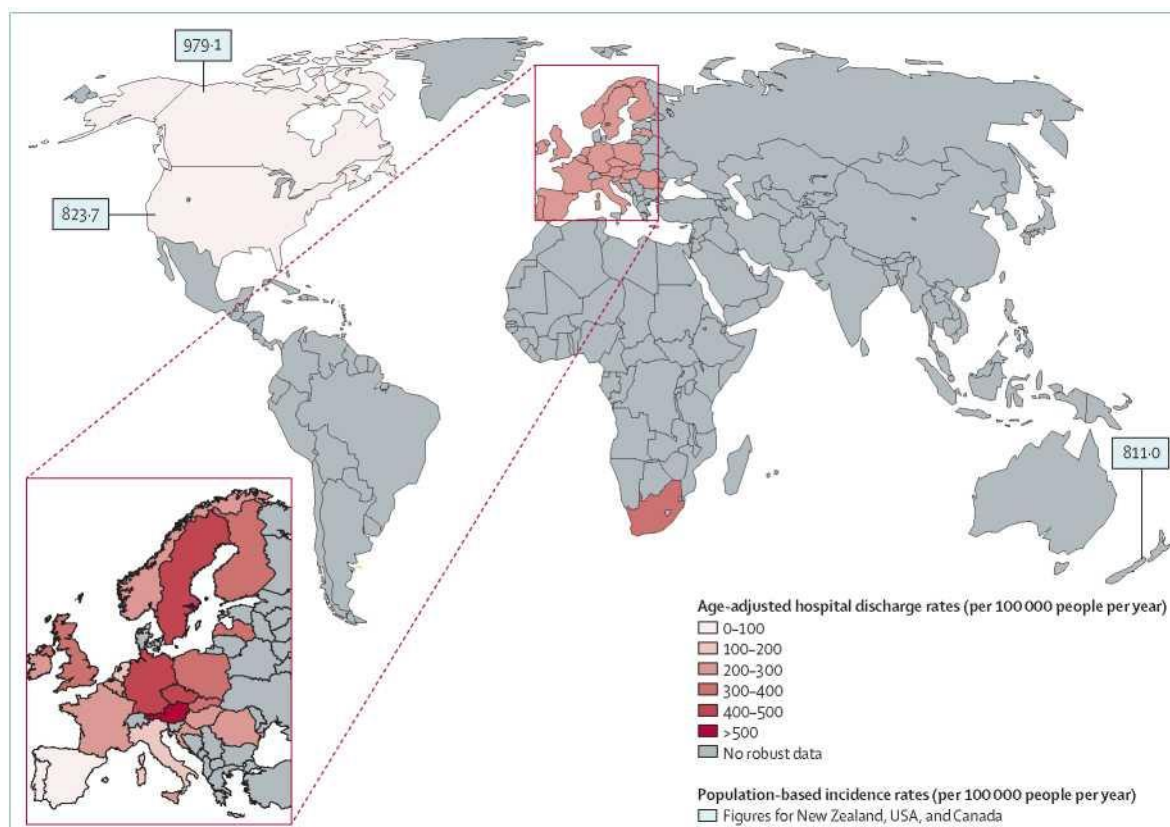 979·1
823·7
811·0
Age-adjusted hospital discharge rates (per 100 000 people per year)
0–100
100–200
200–300
300–400
400–500
>500
No robust data
Population-based incidence rates (per 100 000 people per year)
Figures for New Zealand, USA, and Canada